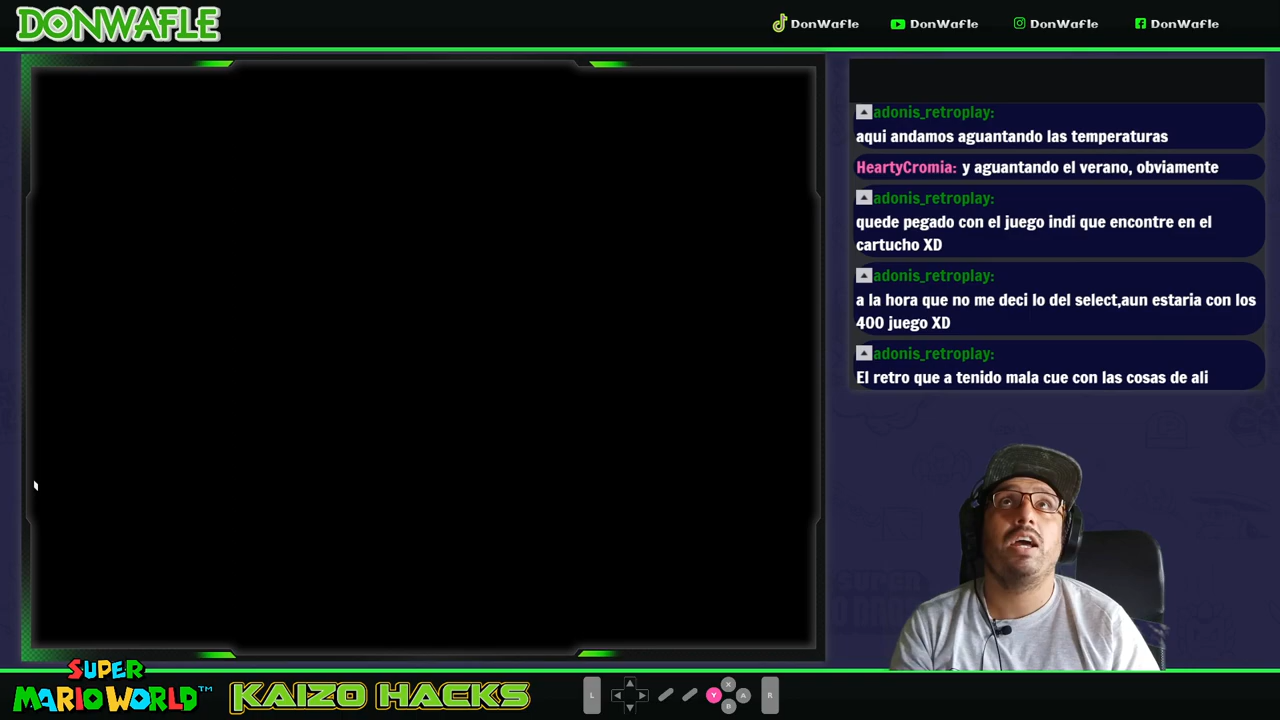 DONWAFLE
DonWafle
DonWafle
DonWafle
DonWafle
adonis_retroplay:
aqui andamos aguantando las temperaturas
HeartyCromia: y aguantando el verano, obviamente
adonis_retroplay:
quede pegado con el juego indi que encontre en el
cartucho XD
adonis_retroplay:
a la hora que no me deci lo del select,aun estaria con los
400 juego XD
adonis_retroplay:
El retro que a tenido mala cue con las cosas de ali
SUPER
MARIO WORLD™
KAIZO HACKS
L
Y
X
B
A
R